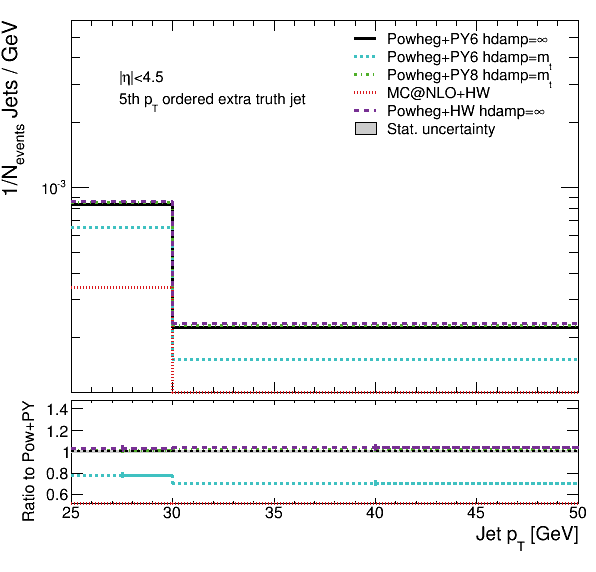 1/N_events Jets / GeV
Powheg+PY6 hdamp=∞
Powheg+PY6 hdamp=m_t
Powheg+PY8 hdamp=m_t
MC@NLO+HW
Powheg+HW hdamp=∞
Stat. uncertainty
|η|<4.5
5th p_T ordered extra truth jet
10^-3
Ratio to Pow+PY
1.4
1.2
1
0.8
0.6
25 30 35 40 45 50
Jet p_T [GeV]